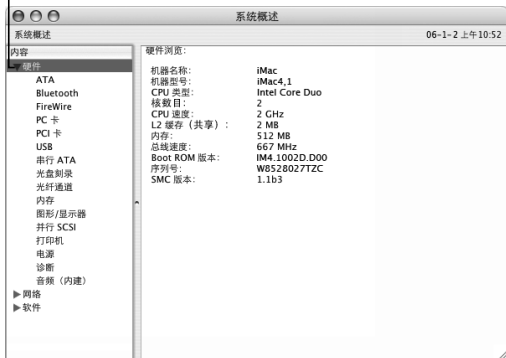 系统概述
系统概述
06-1-2 上午10:52
内容
硬件
ATA
Bluetooth
FireWire
PC 卡
PCI 卡
USB
串行 ATA
光盘刻录
光纤通道
内存
图形/显示器
并行 SCSI
打印机
电源
诊断
音频（内建）
网络
软件
硬件浏览：
机器名称： iMac
机器型号： iMac4,1
CPU 类型： Intel Core Duo
核数目： 2
CPU 速度： 2 GHz
L2 缓存（共享）： 2 MB
内存： 512 MB
总线速度： 667 MHz
Boot ROM 版本： IM4.1002D.D00
序列号： W8528027TZC
SMC 版本： 1.1b3